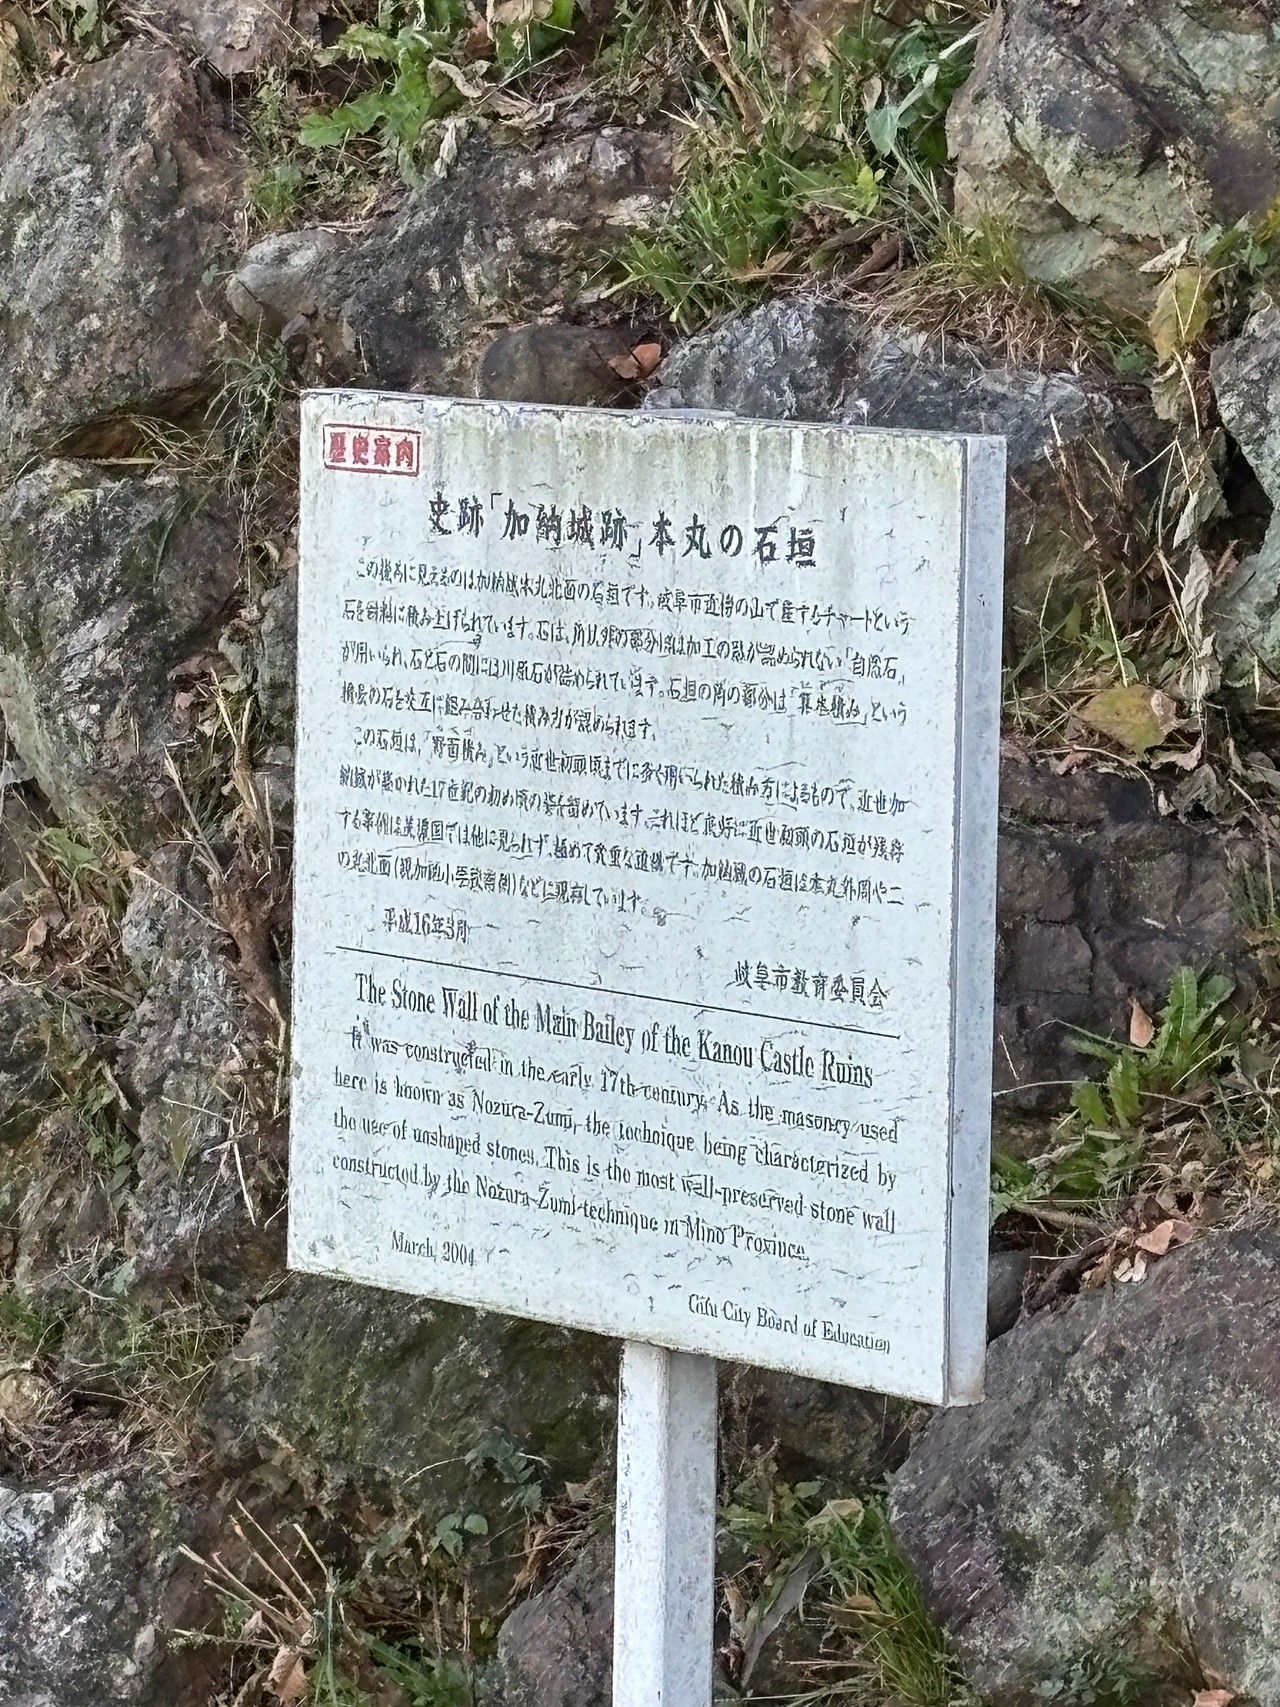 歴史案内
史跡「加納城跡」本丸の石垣
この 見えるのは加納城本丸北面の石垣です。岐阜市近傍の山で産するチャートという
石を 積み上げられています。石は、 部分 には加工の 認められない「自然石」
が用いられ、石と石の間には川原石が詰められています。石垣の角の部分は「算木積み」という
の石を交互に組み合わせた積み方が認められます。
この石垣は、「野面積み」という近世初頭頃までに多く用いられた積み方によるもので、近世加
納城が築かれた17世紀の初め頃の姿を留めています。これほど良好に近世初頭の石垣が残存
する事例は美濃国では他に見られず、極めて貴重な遺構です。加納城の石垣は本丸外周や二
の丸北面( 加納小学校 側)などに現存しています。
平成16年3月
岐阜市教育委員会
The Stone Wall of the Main Bailey of the Kanou Castle Ruins
It was constructed in the early 17th century. As the masonry used
here is known as Nozura-Zumi, the technique being characterized by
the use of unshaped stones. This is the most well-preserved stone wall
constructed by the Nozura-Zumi technique in Mino Province.
March, 2004
Gifu City Board of Education